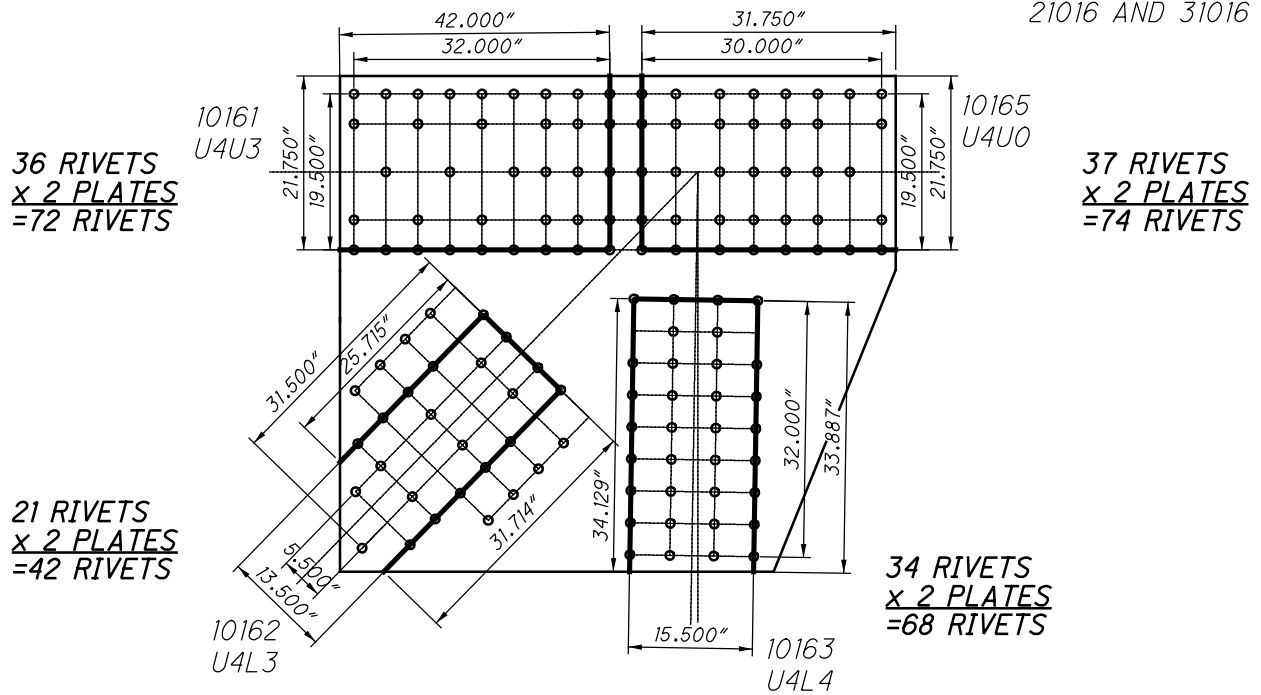 21016 AND 31016
42.000"
31.750"
32.000"
30.000"
10161
U4U3
10165
U4U0
21.750"
19.500"
19.500"
21.750"
36 RIVETS
x 2 PLATES
=72 RIVETS
37 RIVETS
x 2 PLATES
=74 RIVETS
31.500"
25.715"
32.000"
33.887"
34.129"
31.714"
21 RIVETS
x 2 PLATES
=42 RIVETS
5.500"
13.500"
34 RIVETS
x 2 PLATES
=68 RIVETS
10162
U4L3
15.500"
10163
U4L4